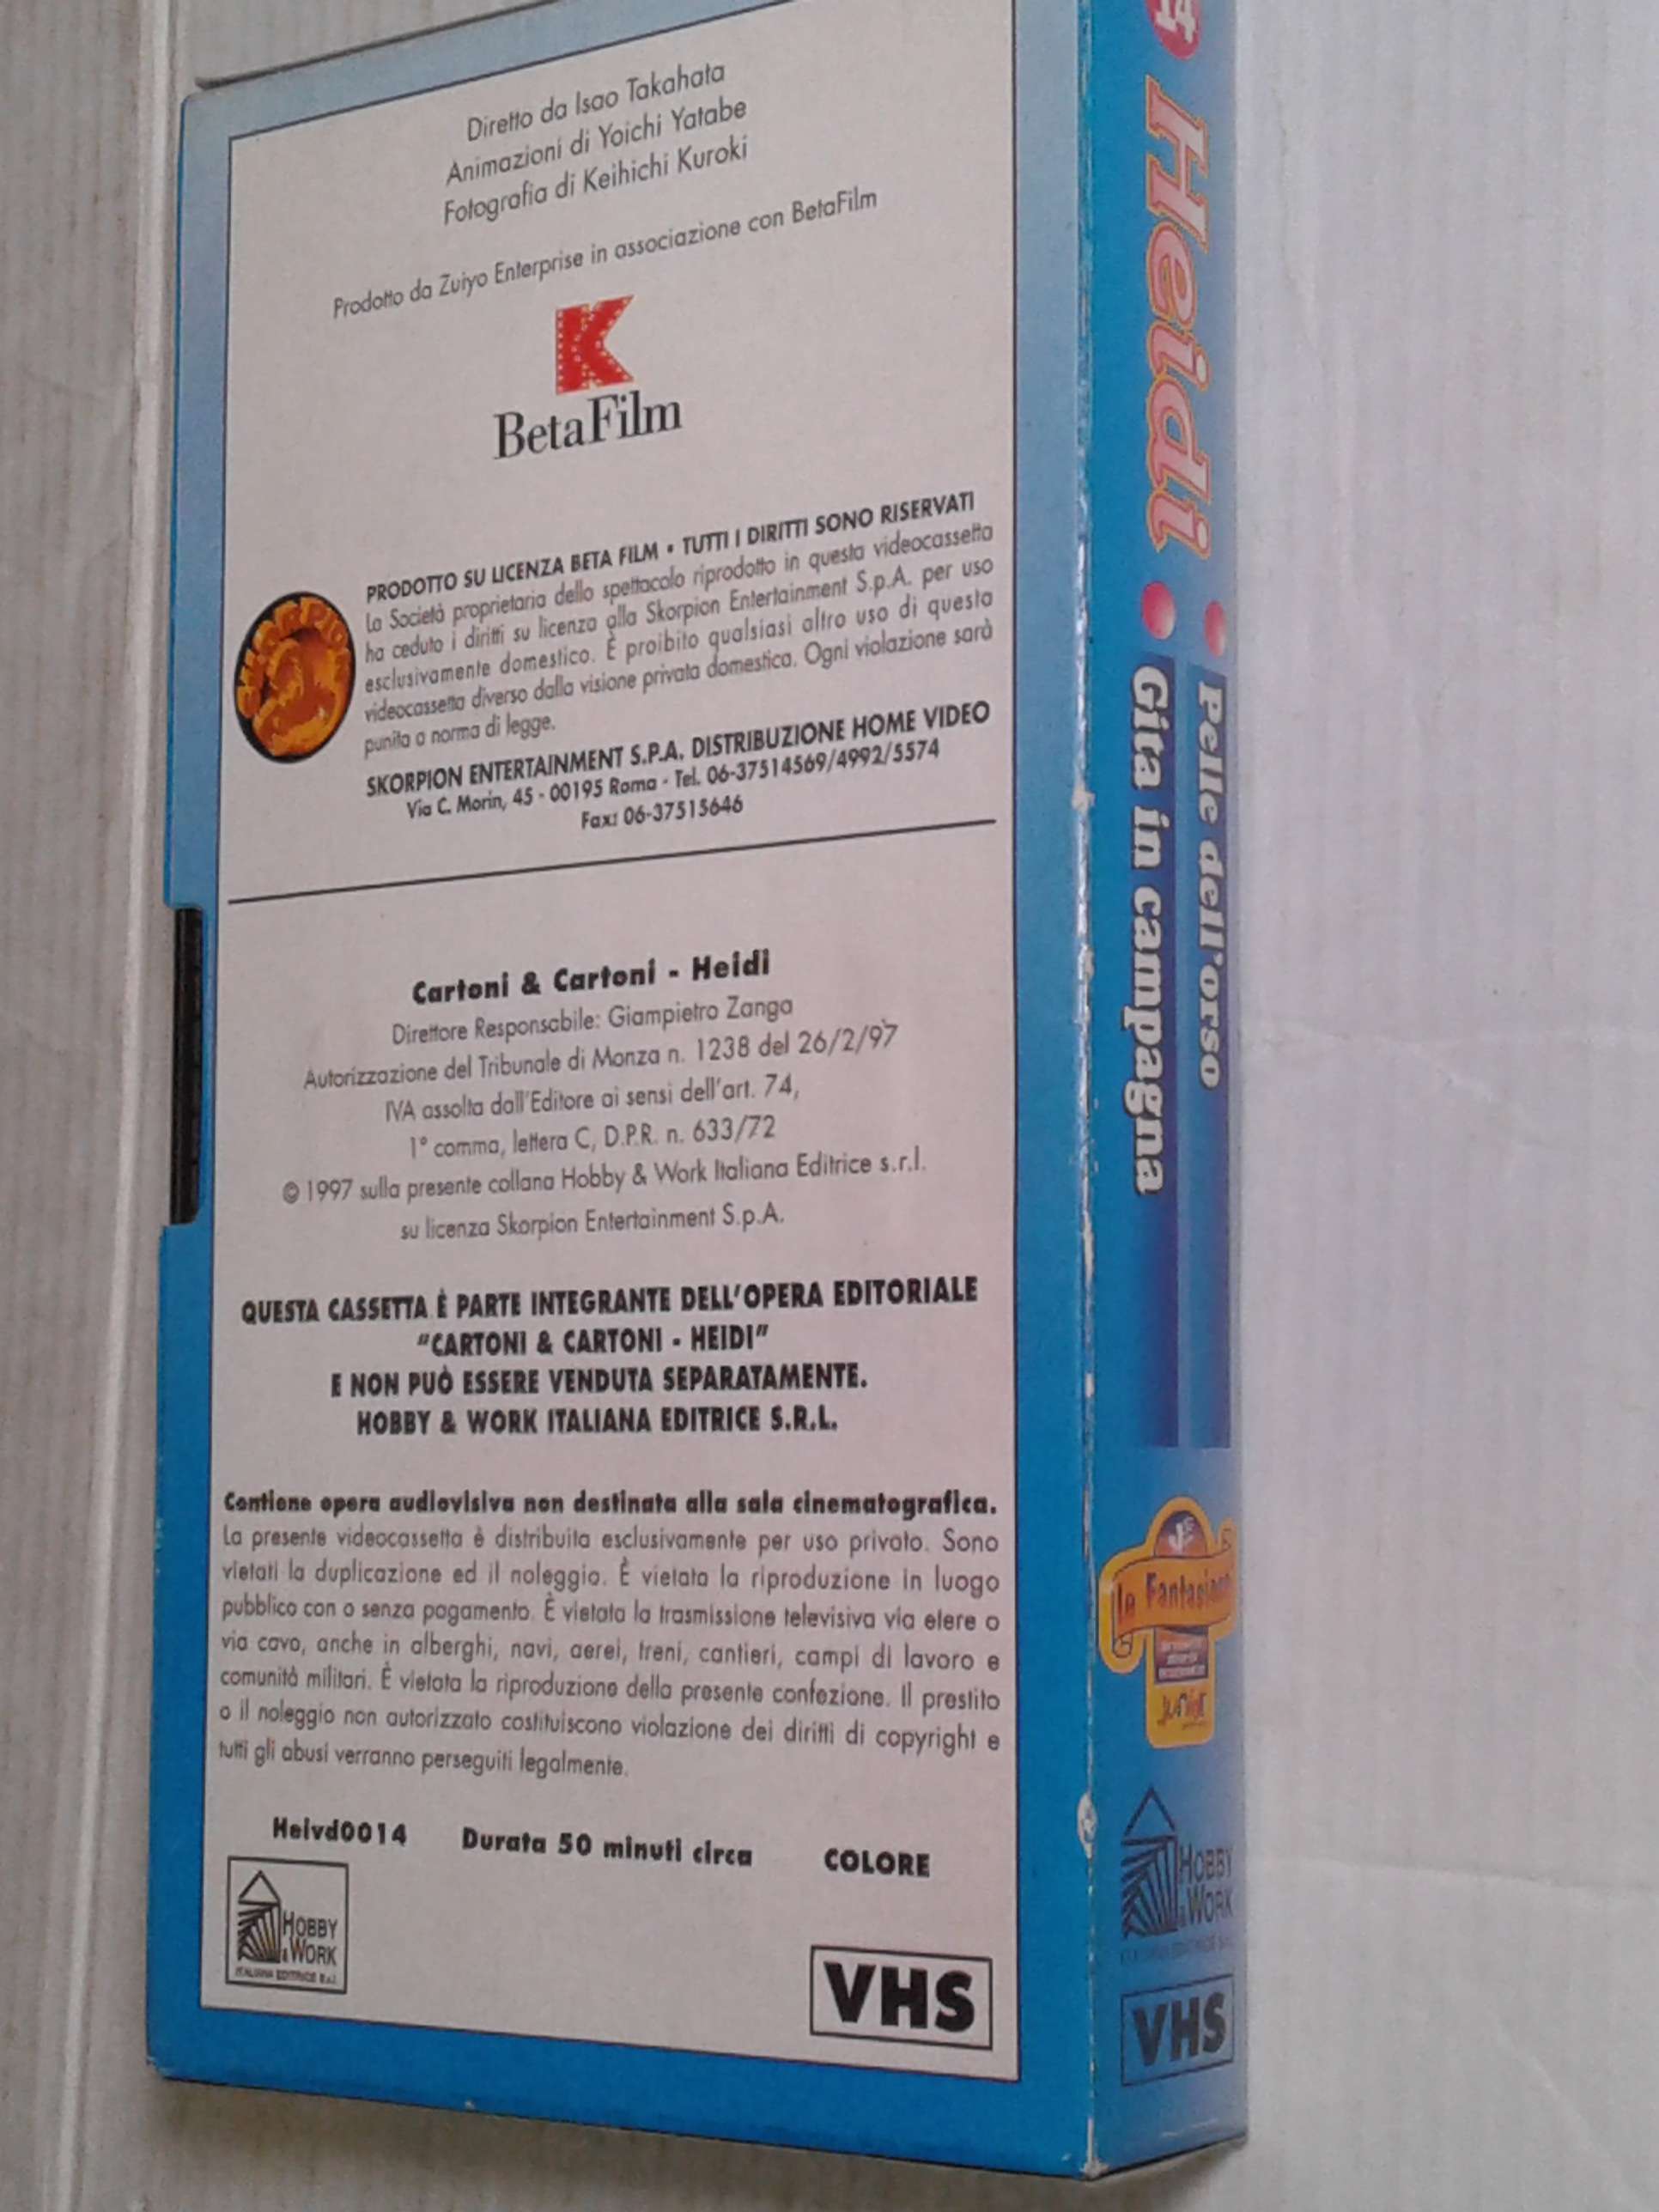 Diretto da Isao Takahata
Animazioni di Yoichi Yatabe
Fotografia di Keihichi Kuroki
Prodotto da Zuiyo Enterprise in associazione con BetaFilm
K
BetaFilm
SKORPION
PRODOTTO SU LICENZA BETA FILM • TUTTI I DIRITTI SONO RISERVATI
La Società proprietaria dello spettacolo riprodotto in questa videocassetta
ha ceduto i diritti su licenza alla Skorpion Entertainment S.p.A. per uso
esclusivamente domestico. È proibito qualsiasi altro uso di questa
videocassetta diverso dalla visione privata domestica. Ogni violazione sarà
punita a norma di legge.
SKORPION ENTERTAINMENT S.P.A. DISTRIBUZIONE HOME VIDEO
Via C. Morin, 45 - 00195 Roma - Tel. 06-37514569/4992/5574
Fax: 06-37515646
Cartoni & Cartoni - Heidi
Direttore Responsabile: Giampietro Zanga
Autorizzazione del Tribunale di Monza n. 1238 del 26/2/97
IVA assolta dall'Editore ai sensi dell'art. 74,
1° comma, lettera C, D.P.R. n. 633/72
© 1997 sulla presente collana Hobby & Work Italiana Editrice s.r.l.
su licenza Skorpion Entertainment S.p.A.
QUESTA CASSETTA È PARTE INTEGRANTE DELL'OPERA EDITORIALE
"CARTONI & CARTONI - HEIDI"
E NON PUÒ ESSERE VENDUTA SEPARATAMENTE.
HOBBY & WORK ITALIANA EDITRICE S.R.L.
Contiene opera audiovisiva non destinata alla sala cinematografica.
La presente videocassetta è distribuita esclusivamente per uso privato. Sono
vietati la duplicazione ed il noleggio. È vietata la riproduzione in luogo
pubblico con o senza pagamento. È vietata la trasmissione televisiva via etere o
via cavo, anche in alberghi, navi, aerei, treni, cantieri, campi di lavoro e
comunità militari. È vietata la riproduzione della presente confezione. Il prestito
o il noleggio non autorizzato costituiscono violazione dei diritti di copyright e
tutti gli abusi verranno perseguiti legalmente.
Heivd0014 Durata 50 minuti circa COLORE
HOBBY
& WORK
ITALIANA EDITRICE s.r.l.
VHS
14
Heidi
• Pelle dell'orso
• Gita in campagna
Le
junior
HOBBY
& WORK
ITALIANA EDITRICE
VHS